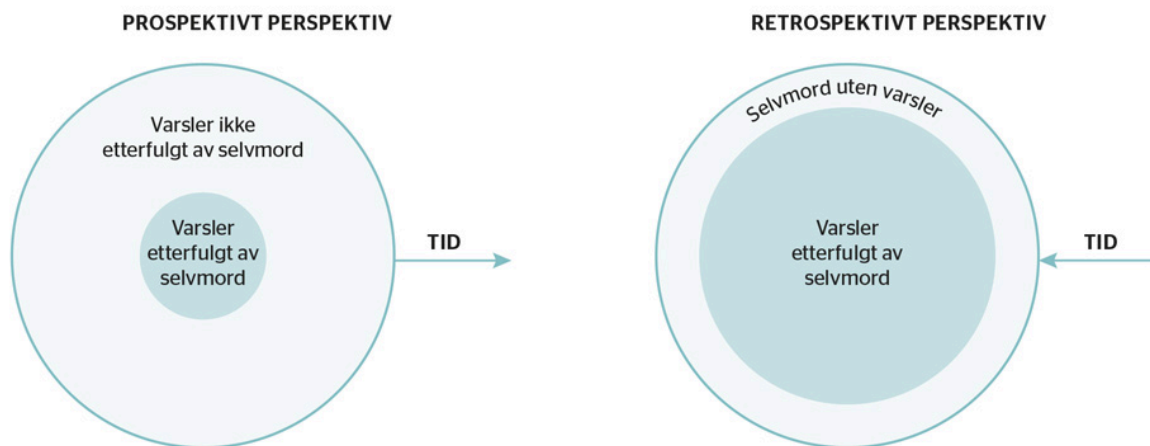 PROSPEKTIVT PERSPEKTIV
Varsler ikke
etterfulgt av selvmord
Varsler
etterfulgt av
selvmord
TID
RETROSPEKTIVT PERSPEKTIV
Selvmord uten varsler
Varsler
etterfulgt av
selvmord
TID